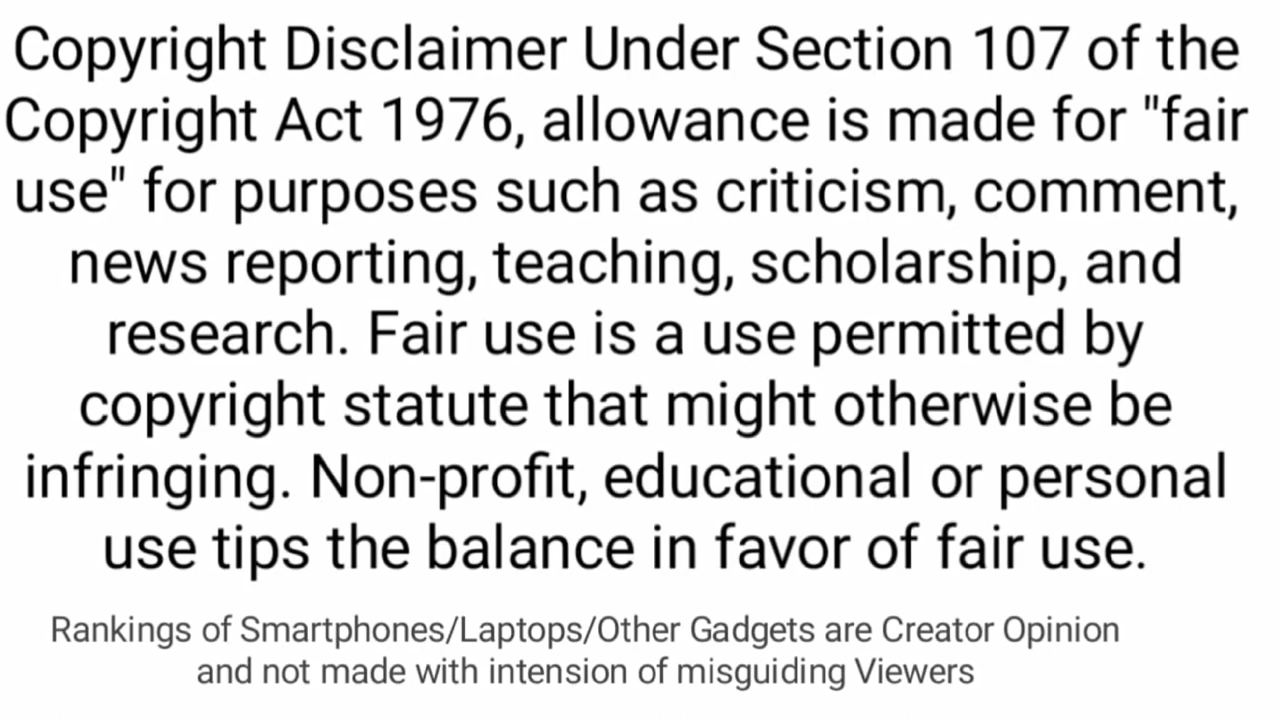 Copyright Disclaimer Under Section 107 of the
Copyright Act 1976, allowance is made for "fair
use" for purposes such as criticism, comment,
news reporting, teaching, scholarship, and
research. Fair use is a use permitted by
copyright statute that might otherwise be
infringing. Non-profit, educational or personal
use tips the balance in favor of fair use.
Rankings of Smartphones/Laptops/Other Gadgets are Creator Opinion
and not made with intension of misguiding Viewers